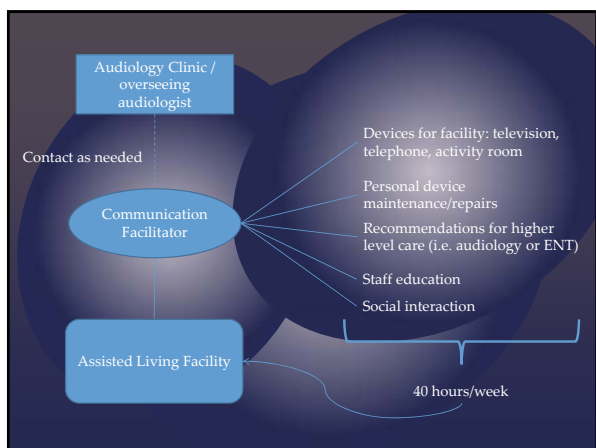 Audiology Clinic /
overseeing
audiologist
Contact as needed
Communication
Facilitator
Assisted Living Facility
Devices for facility: television,
telephone, activity room
Personal device
maintenance/repairs
Recommendations for higher
level care (i.e. audiology or ENT)
Staff education
Social interaction
40 hours/week